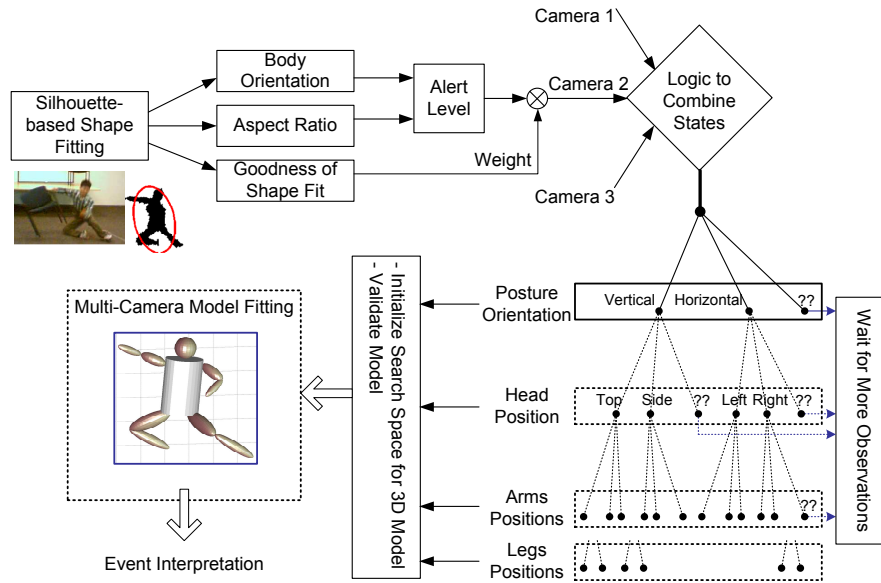 Camera 1
Body
Orientation
Silhouette-
based Shape
Fitting
Aspect Ratio
Alert
Level
Camera 2
Logic to
Combine
States
Goodness of
Shape Fit
Weight
Camera 3
Multi-Camera Model Fitting
- Initialize Search Space for 3D Model
- Validate Model
Posture
Orientation
Vertical
Horizontal
??
Wait for More Observations
Head
Position
Top
Side
??
Left
Right
??
Arms
Positions
??
Legs
Positions
Event Interpretation